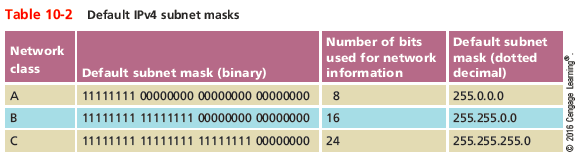 Table 10-2 Default IPv4 subnet masks
Network class Default subnet mask (binary) Number of bits used for network information Default subnet mask (dotted decimal)
A 11111111 00000000 00000000 00000000 8 255.0.0.0
B 11111111 11111111 00000000 00000000 16 255.255.0.0
C 11111111 11111111 11111111 00000000 24 255.255.255.0
© 2016 Cengage Learning®.